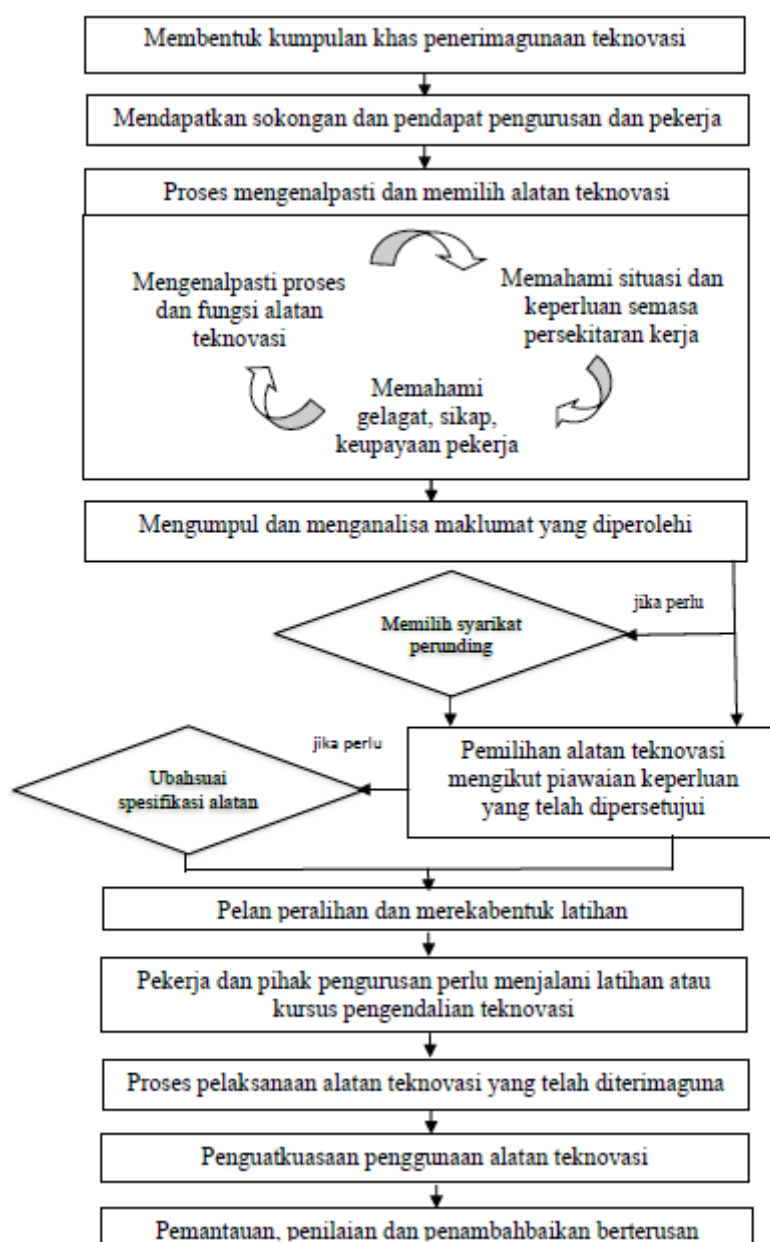 Membentuk kumpulan khas penerimagunaan teknovasi
Mendapatkan sokongan dan pendapat pengurusan dan pekerja
Proses mengenalpasti dan memilih alatan teknovasi
Mengenalpasti proses
dan fungsi alatan
teknovasi
Memahami situasi dan
keperluan semasa
persekitaran kerja
Memahami
gelagat, sikap,
keupayaan pekerja
Mengumpul dan menganalisa maklumat yang diperolehi
jika perlu
Memilih syarikat
perunding
jika perlu
Ubahsuai
spesifikasi alatan
Pemilihan alatan teknovasi
mengikut piawaian keperluan
yang telah dipersetujui
Pelan peralihan dan merekabentuk latihan
Pekerja dan pihak pengurusan perlu menjalani latihan atau
kursus pengendalian teknovasi
Proses pelaksanaan alatan teknovasi yang telah diterimaguna
Penguatkuasaan penggunaan alatan teknovasi
Pemantauan, penilaian dan penambahbaikan berterusan